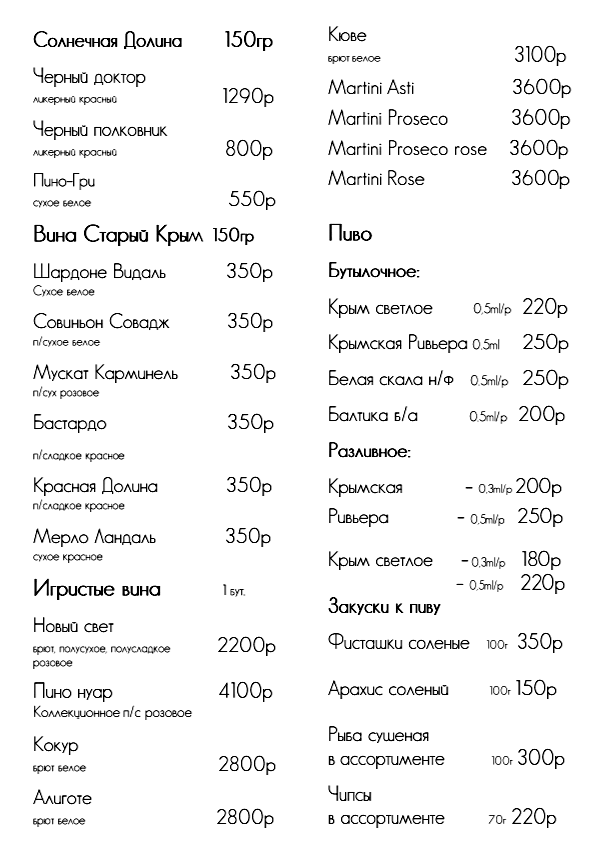 Солнечная Долина 150гр
Черный доктор
ликерный красный 1290р
Черный полковник
ликерный красный 800р
Пино-Гри
сухое белое 550р
Вина Старый Крым 150гр
Шардоне Видаль 350р
Сухое белое
Совиньон Совадж 350р
п/сухое белое
Мускат Карминель 350р
п/сух розовое
Бастардо 350р
п/сладкое красное
Красная Долина 350р
п/сладкое красное
Мерло Ландаль 350р
сухое красное
Игристые вина 1 бут.
Новый свет
брют, полусухое, полусладкое 2200р
розовое
Пино нуар 4100р
Коллекционное п/с розовое
Кокур
брют белое 2800р
Алиготе
брют белое 2800р
Кюве
брют белое 3100р
Martini Asti 3600р
Martini Proseco 3600р
Martini Proseco rose 3600р
Martini Rose 3600р
Пиво
Бутылочное:
Крым светлое 0,5ml/р 220р
Крымская Ривьера 0,5ml 250р
Белая скала н/ф 0,5ml/р 250р
Балтика б/а 0,5ml/р 200р
Разливное:
Крымская - 0,3ml/р 200р
Ривьера - 0,5ml/р 250р
Крым светлое - 0,3ml/р 180р
- 0,5ml/р 220р
Закуски к пиву
Фисташки соленые 100г 350р
Арахис соленый 100г 150р
Рыба сушеная
в ассортименте 100г 300р
Чипсы
в ассортименте 70г 220р